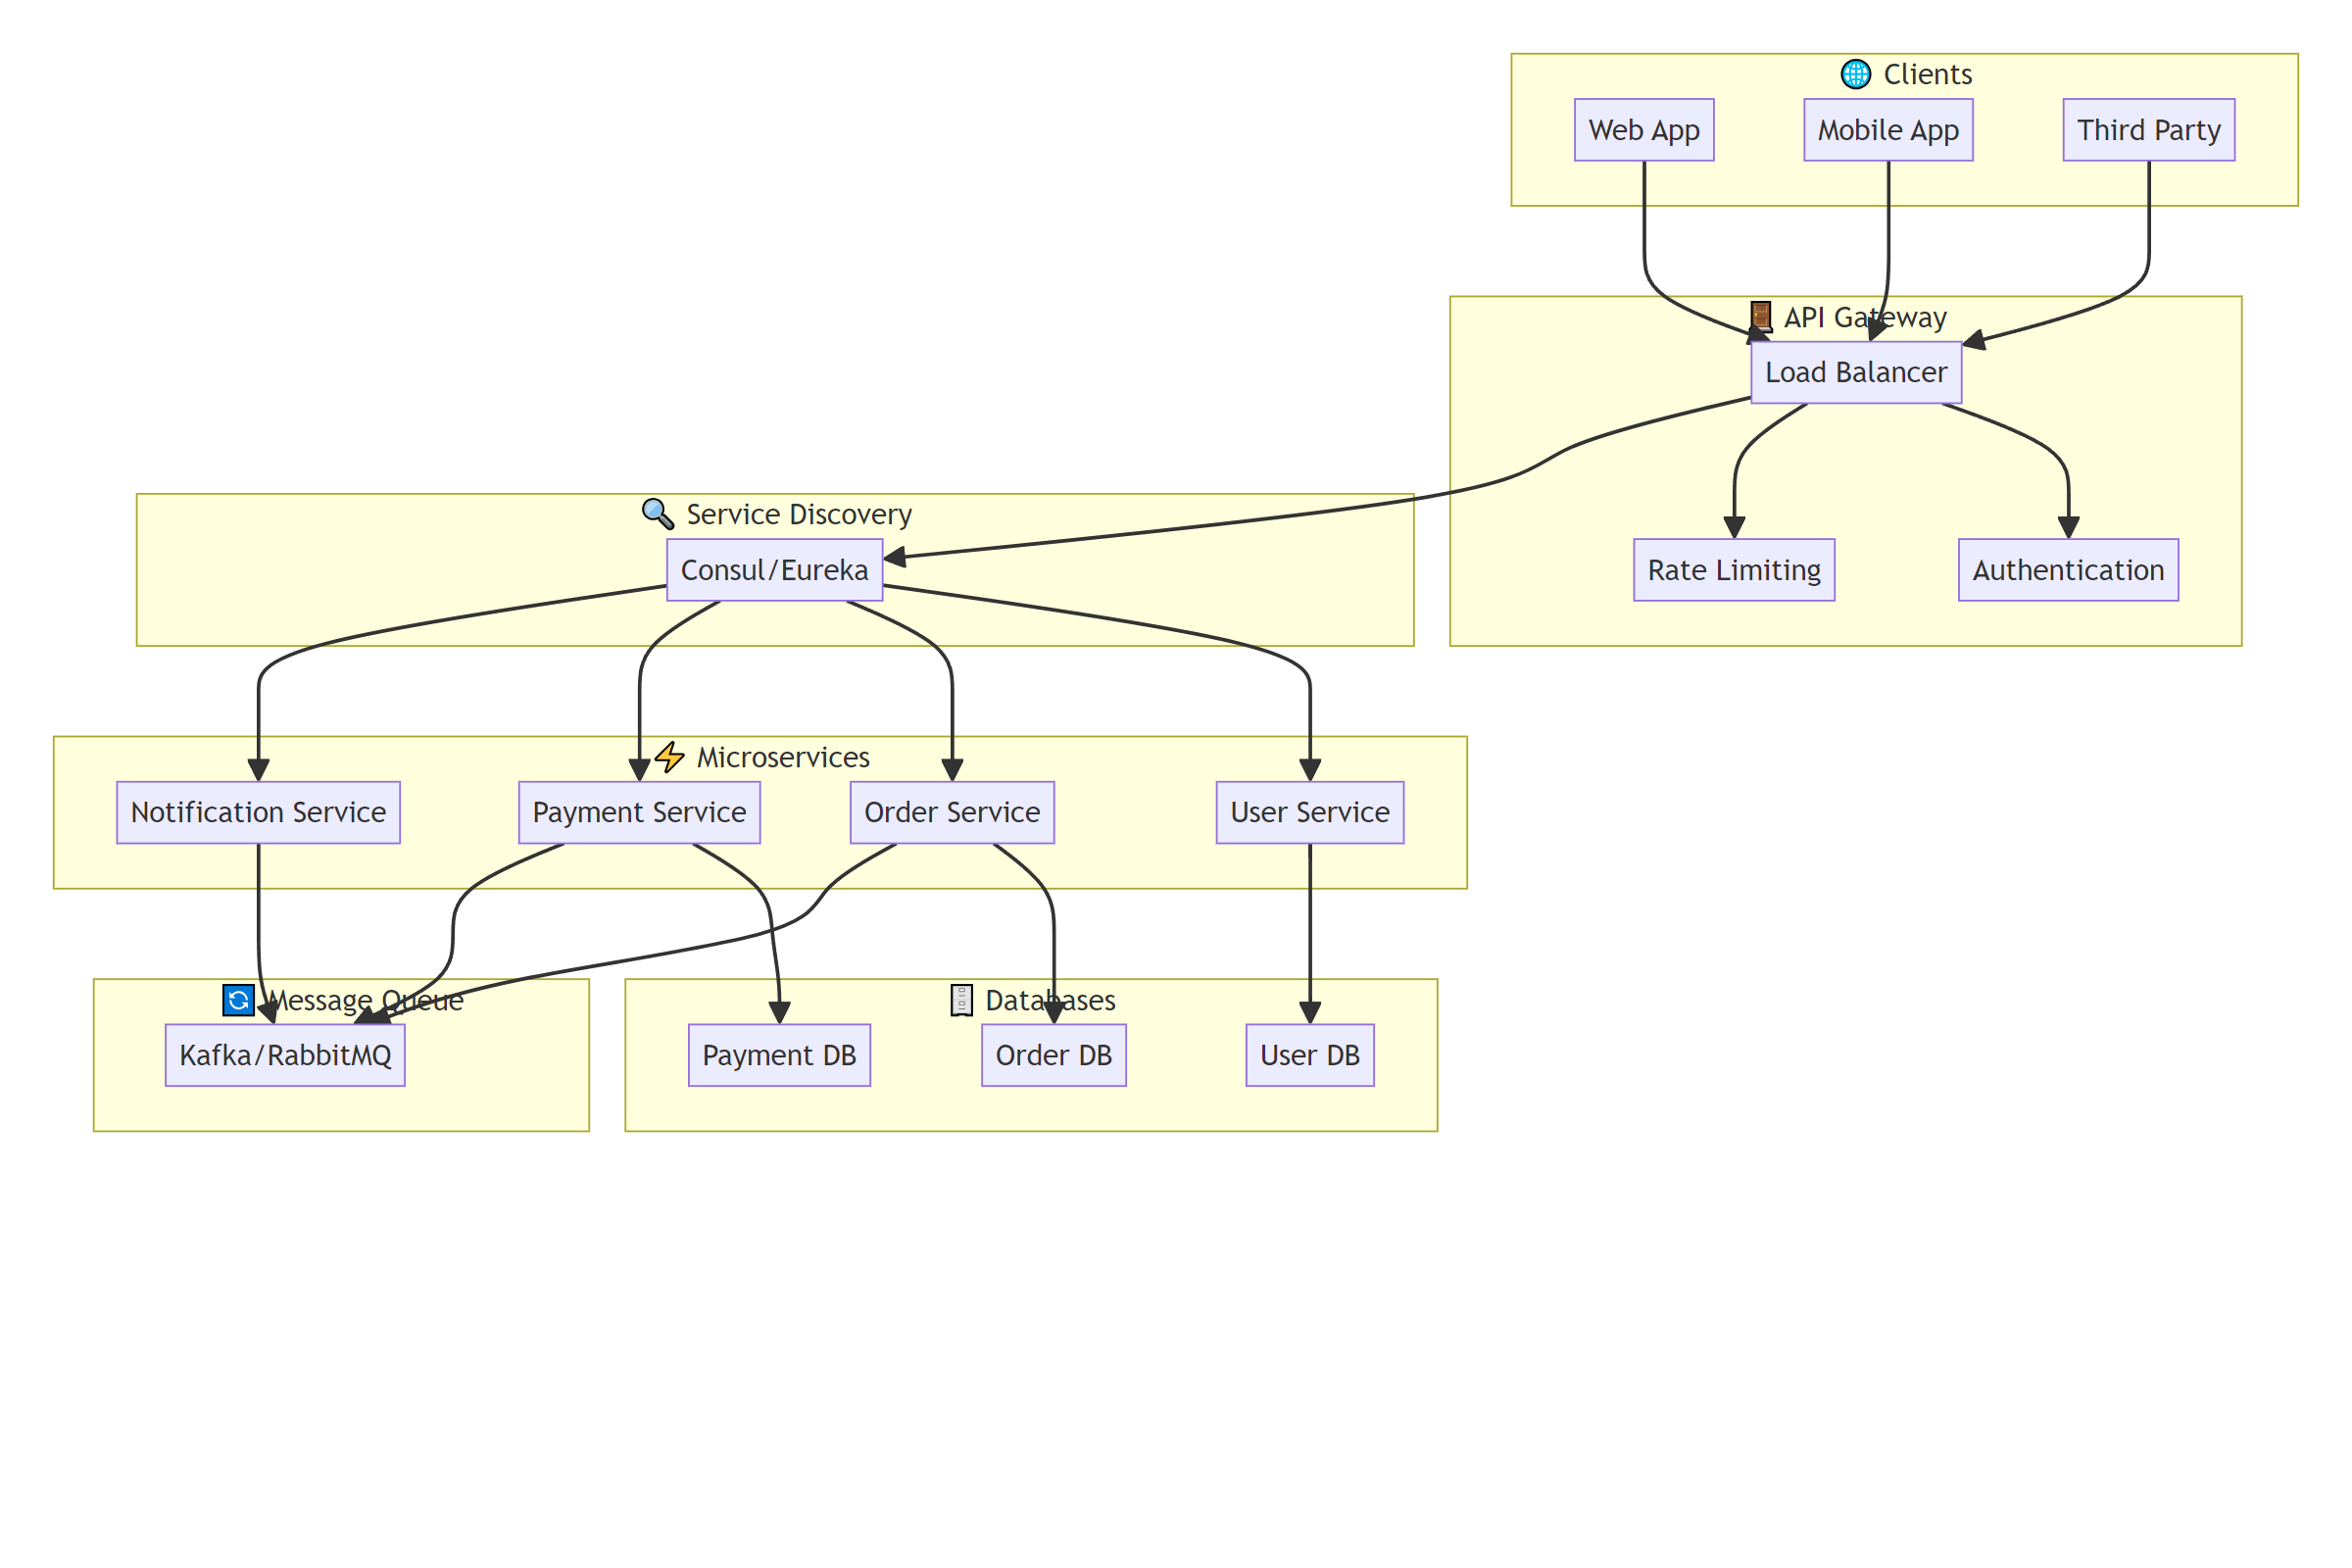 Clients
Web App
Mobile App
Third Party
API Gateway
Load Balancer
Service Discovery
Consul/Eureka
Rate Limiting
Authentication
Microservices
Notification Service
Payment Service
Order Service
User Service
Message Queue
Databases
Kafka/RabbitMQ
Payment DB
Order DB
User DB